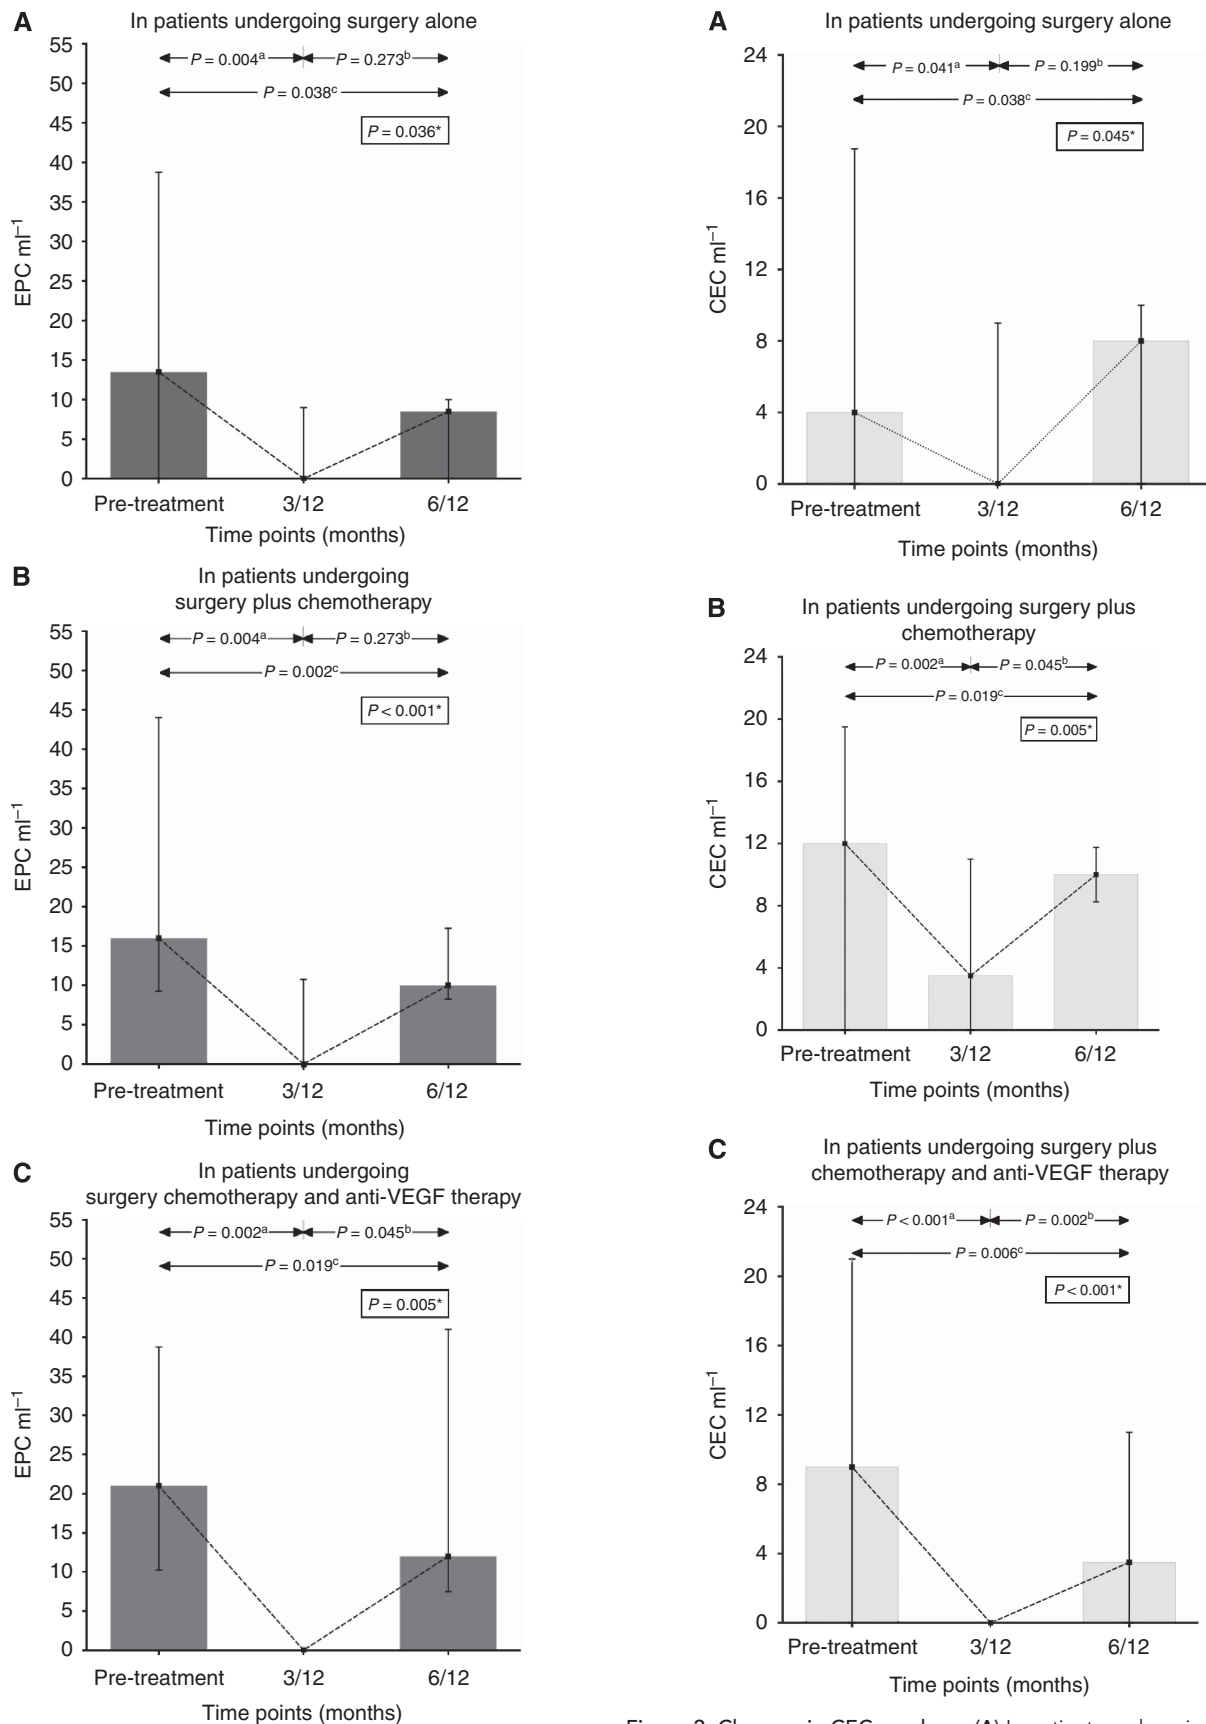 A
In patients undergoing surgery alone
55
50
45
40
35
30
25
20
15
10
5
0
EPC ml–1
P = 0.004a
P = 0.273b
P = 0.038c
P = 0.036*
Pre-treatment 3/12 6/12
Time points (months)
B
In patients undergoing
surgery plus chemotherapy
55
50
45
40
35
30
25
20
15
10
5
0
EPC ml–1
P = 0.004a
P = 0.273b
P = 0.002c
P < 0.001*
Pre-treatment 3/12 6/12
Time points (months)
C
In patients undergoing
surgery chemotherapy and anti-VEGF therapy
55
50
45
40
35
30
25
20
15
10
5
0
EPC ml–1
P = 0.002a
P = 0.045b
P = 0.019c
P = 0.005*
Pre-treatment 3/12 6/12
Time points (months)
A
In patients undergoing surgery alone
24
20
16
12
8
4
0
CEC ml–1
P = 0.041a
P = 0.199b
P = 0.038c
P = 0.045*
Pre-treatment 3/12 6/12
Time points (months)
B
In patients undergoing surgery plus
chemotherapy
24
20
16
12
8
4
0
CEC ml–1
P = 0.002a
P = 0.045b
P = 0.019c
P = 0.005*
Pre-treatment 3/12 6/12
Time points (months)
C
In patients undergoing surgery plus
chemotherapy and anti-VEGF therapy
24
20
16
12
8
4
0
CEC ml–1
P < 0.001a
P = 0.002b
P = 0.006c
P < 0.001*
Pre-treatment 3/12 6/12
Time points (months)